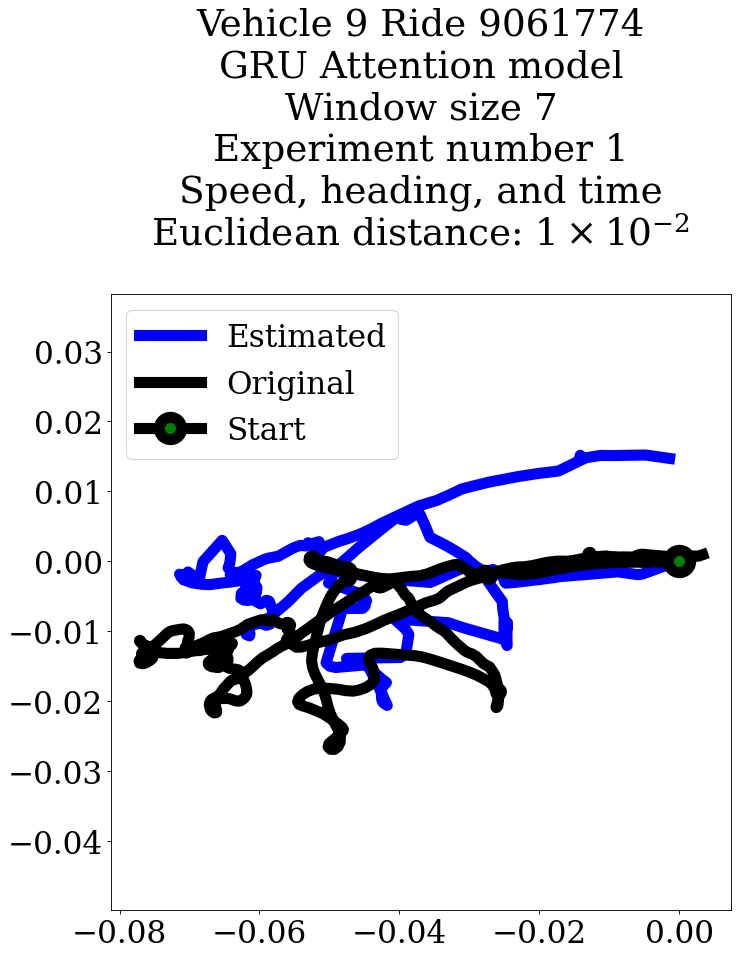 Vehicle 9 Ride 9061774
GRU Attention model
Window size 7
Experiment number 1
Speed, heading, and time
Euclidean distance: 1 × 10⁻²
Estimated
Original
Start
0.03
0.02
0.01
0.00
−0.01
−0.02
−0.03
−0.04
−0.08 −0.06 −0.04 −0.02 0.00